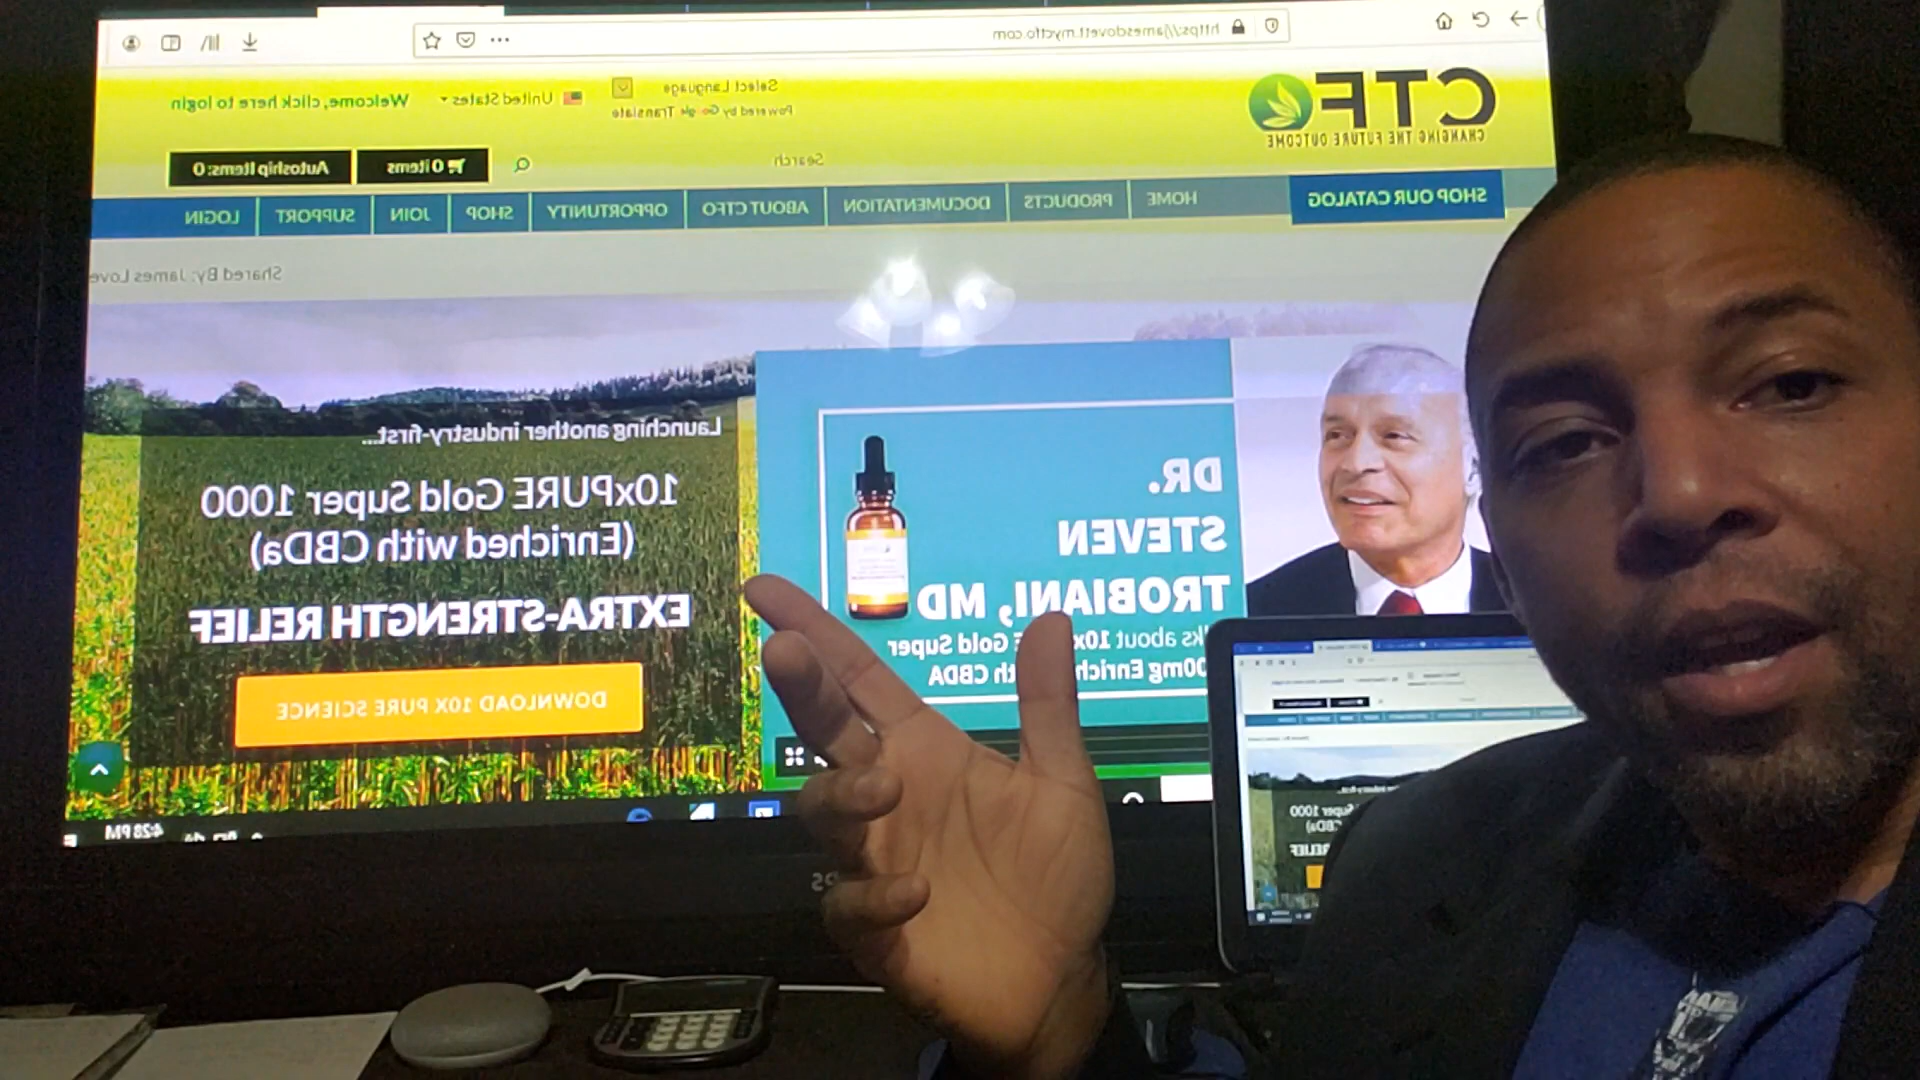 https://jamesdovett.myctfo.com
CTFO
CHANGING THE FUTURE OUTCOME
Select Language
Powered by Google Translate
United States
Welcome, click here to login
Search
0 items
Autoship Items: 0
SHOP OUR CATALOG
HOME
PRODUCTS
DOCUMENTATION
ABOUT CTFO
OPPORTUNITY
SHOP
JOIN
SUPPORT
LOGIN
Shared By: James Love
DR.
STEVEN
TROBIANI, MD
about 10x Gold Super
00mg CBDA
Launching another industry-first...
10xPURE Gold Super 1000
(Enriched with CBDa)
EXTRA-STRENGTH RELIEF
DOWNLOAD 10X PURE SCIENCE
4:28 PM